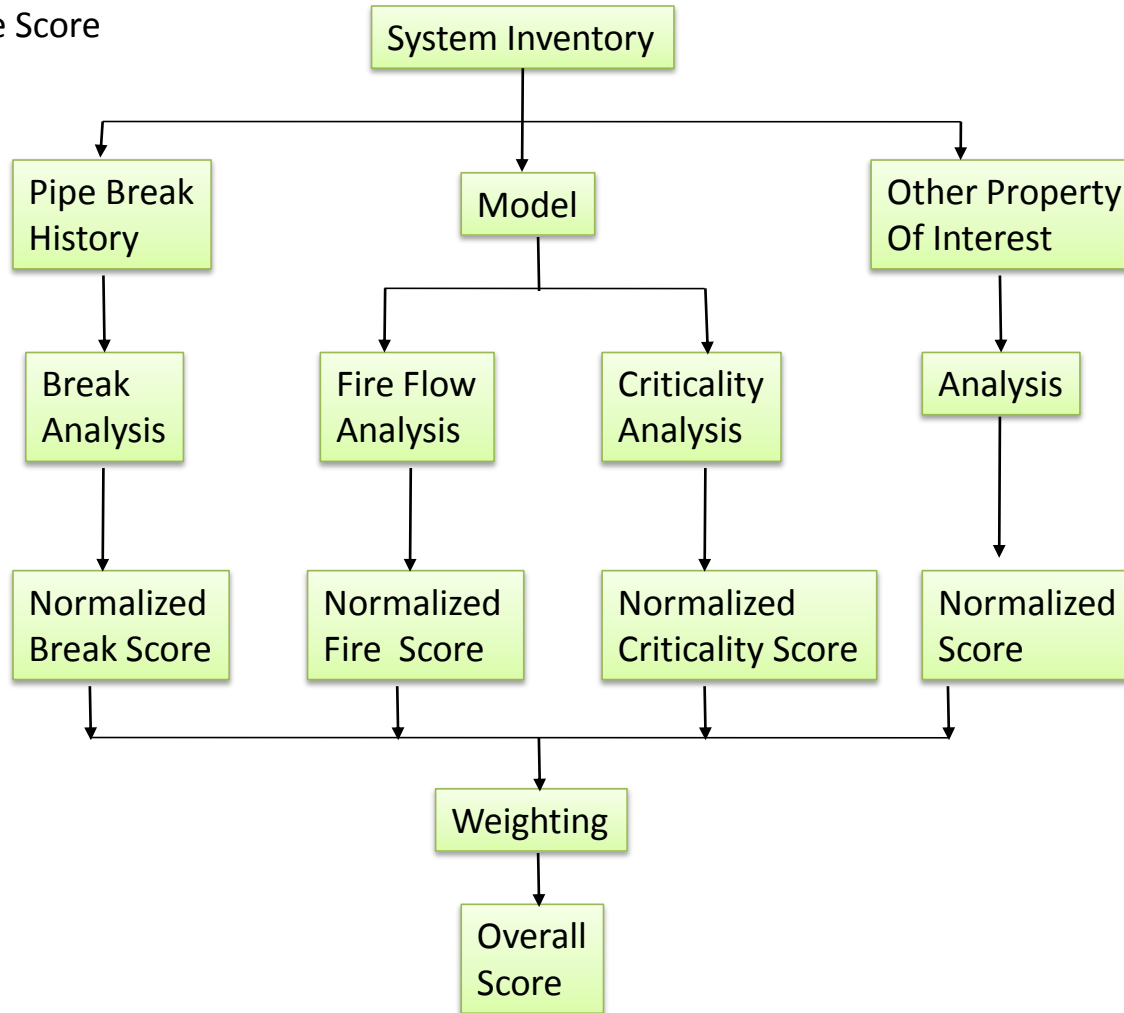 e Score
System Inventory
Pipe Break
History
Model
Other Property
Of Interest
Break
Analysis
Fire Flow
Analysis
Criticality
Analysis
Analysis
Normalized
Break Score
Normalized
Fire  Score
Normalized
Criticality Score
Normalized
Score
Weighting
Overall
Score